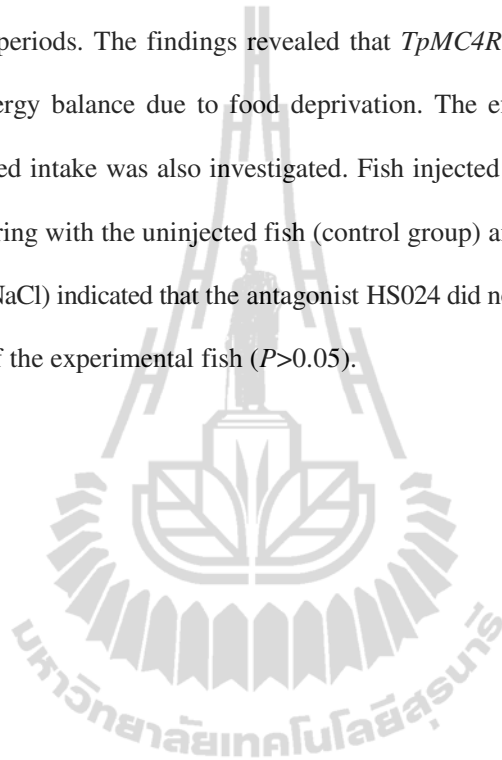 periods. The findings revealed that TpMC4R
ergy balance due to food deprivation. The e
ed intake was also investigated. Fish injected
ring with the uninjected fish (control group) a
NaCl) indicated that the antagonist HS024 did no
f the experimental fish (P>0.05).
มหาวิทยาลัยเทคโนโลยีสุรนารี